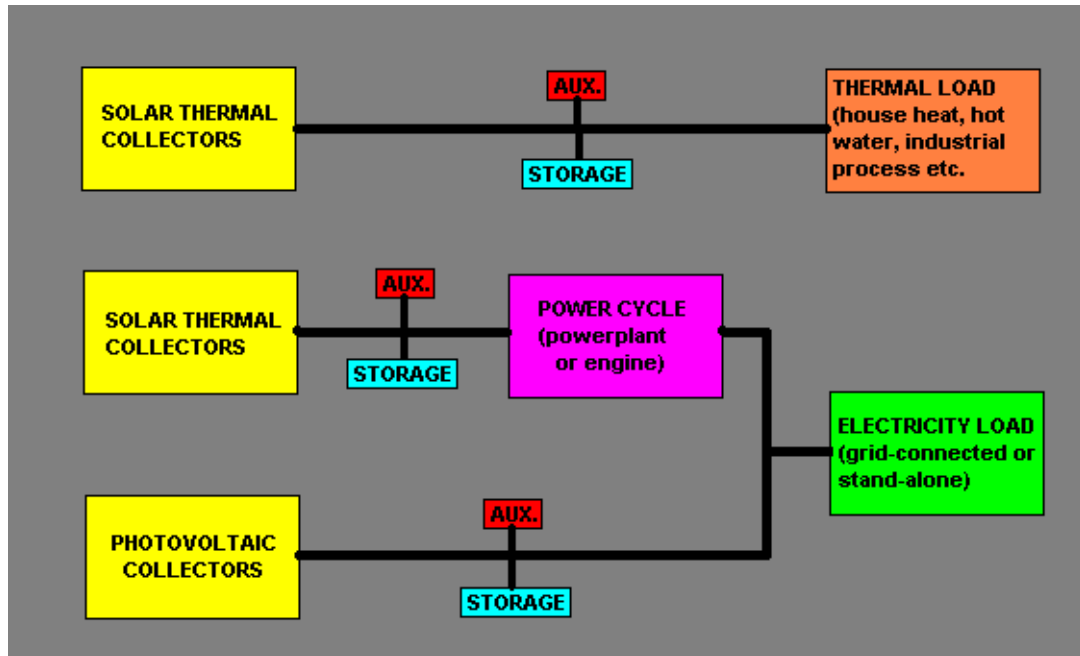 AUX.
SOLAR THERMAL
COLLECTORS
STORAGE
THERMAL LOAD
(house heat, hot
water, industrial
process etc.
AUX.
SOLAR THERMAL
COLLECTORS
STORAGE
POWER CYCLE
(powerplant
or engine)
ELECTRICITY LOAD
(grid-connected or
stand-alone)
AUX.
PHOTOVOLTAIC
COLLECTORS
STORAGE